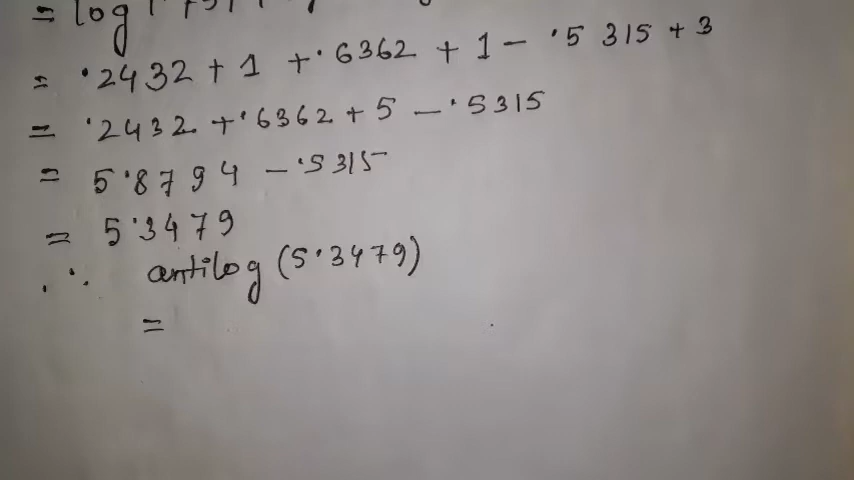 = log
= .2432 + 1 + .6362 + 1 - .5315 + 3
= .2432 + .6362 + 5 - .5315
= 5.8794 - .5315
= 5.3479
∴ antilog (5.3479)
=